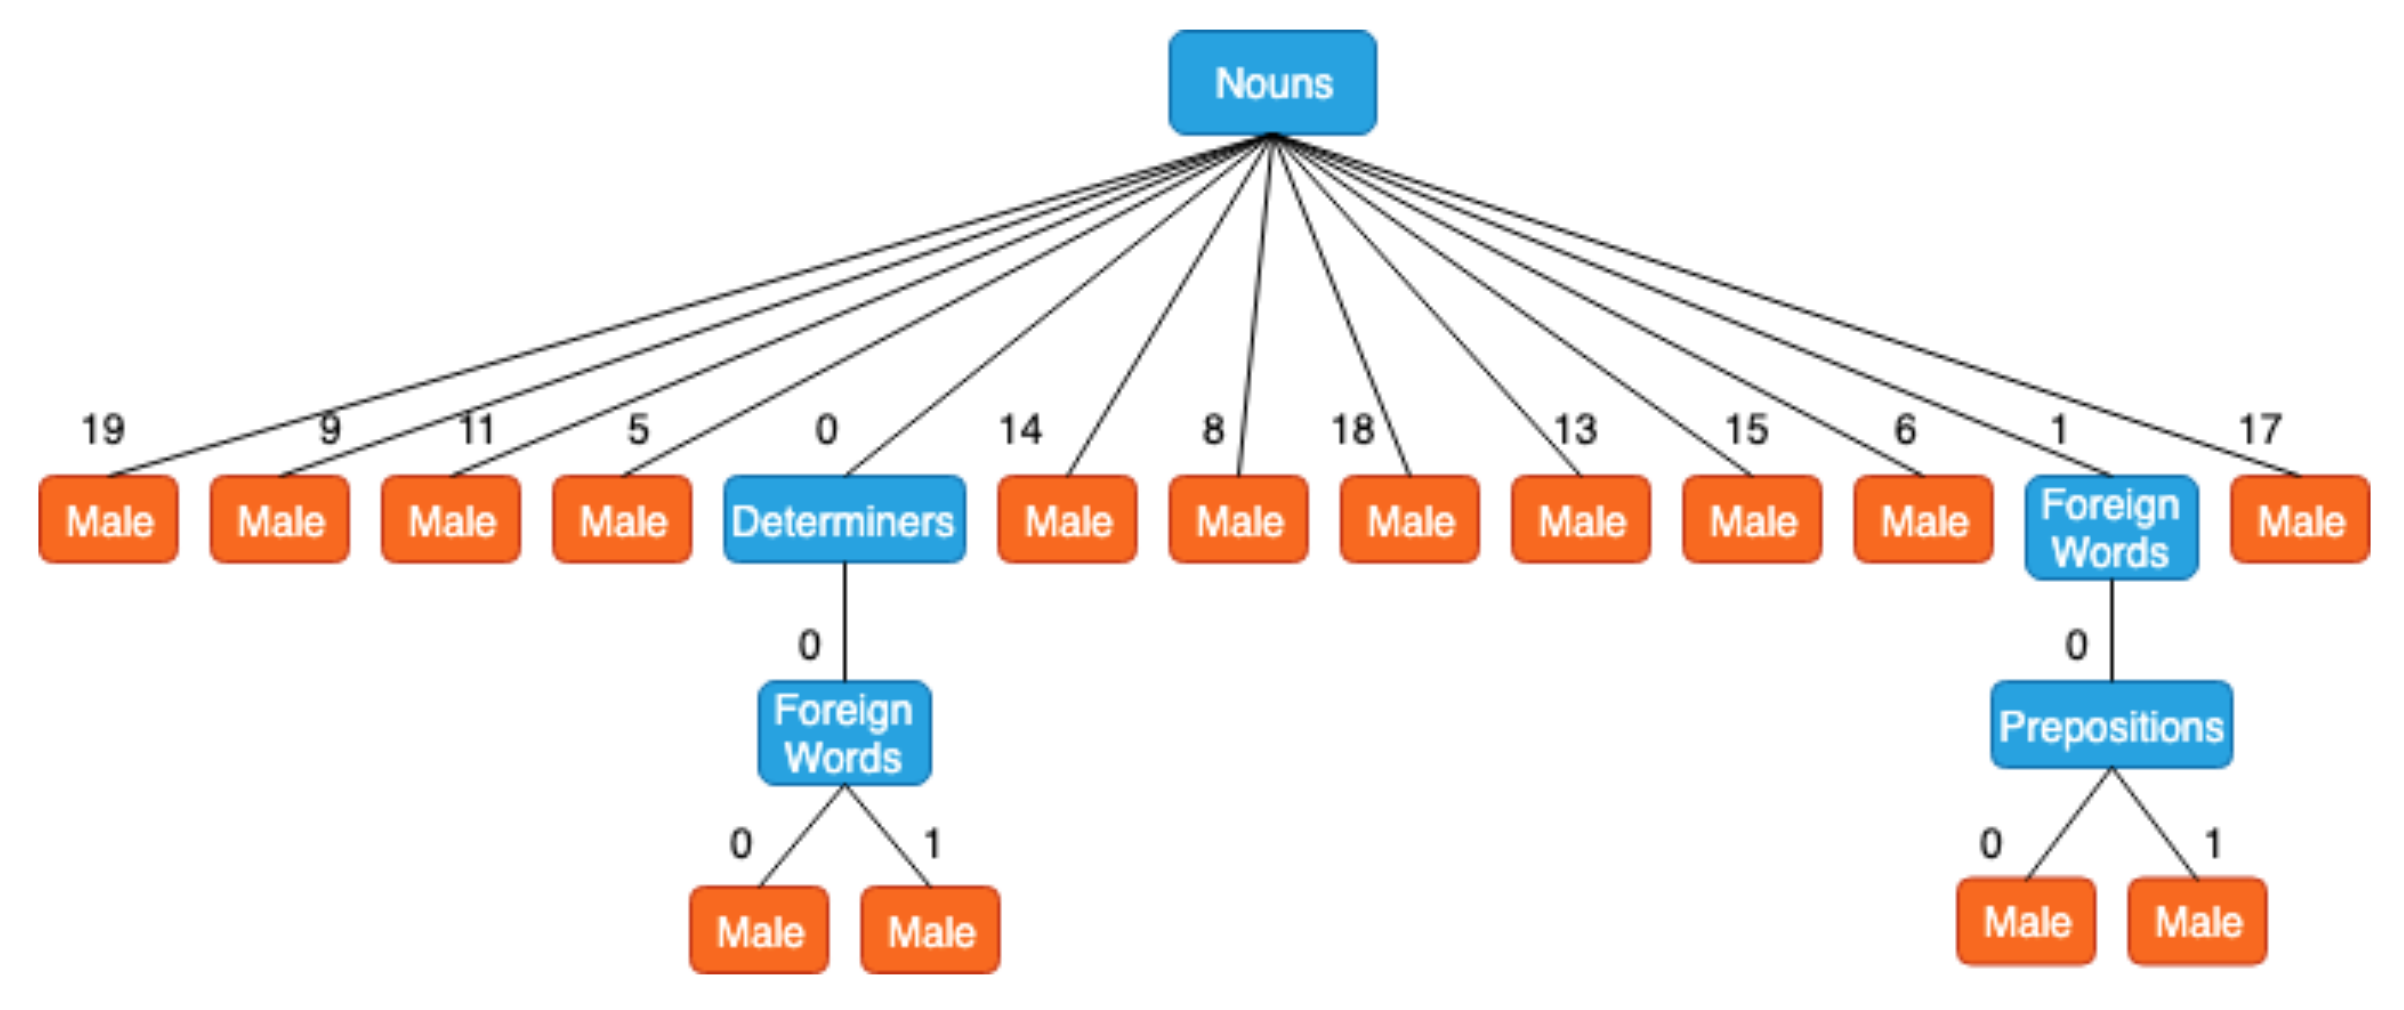 Nouns
19 9 11 5 0 14 8 18 13 15 6 1 17
Male Male Male Male Determiners Male Male Male Male Male Male Foreign Words Male
0 0
Foreign Words Prepositions
0 1 0 1
Male Male Male Male